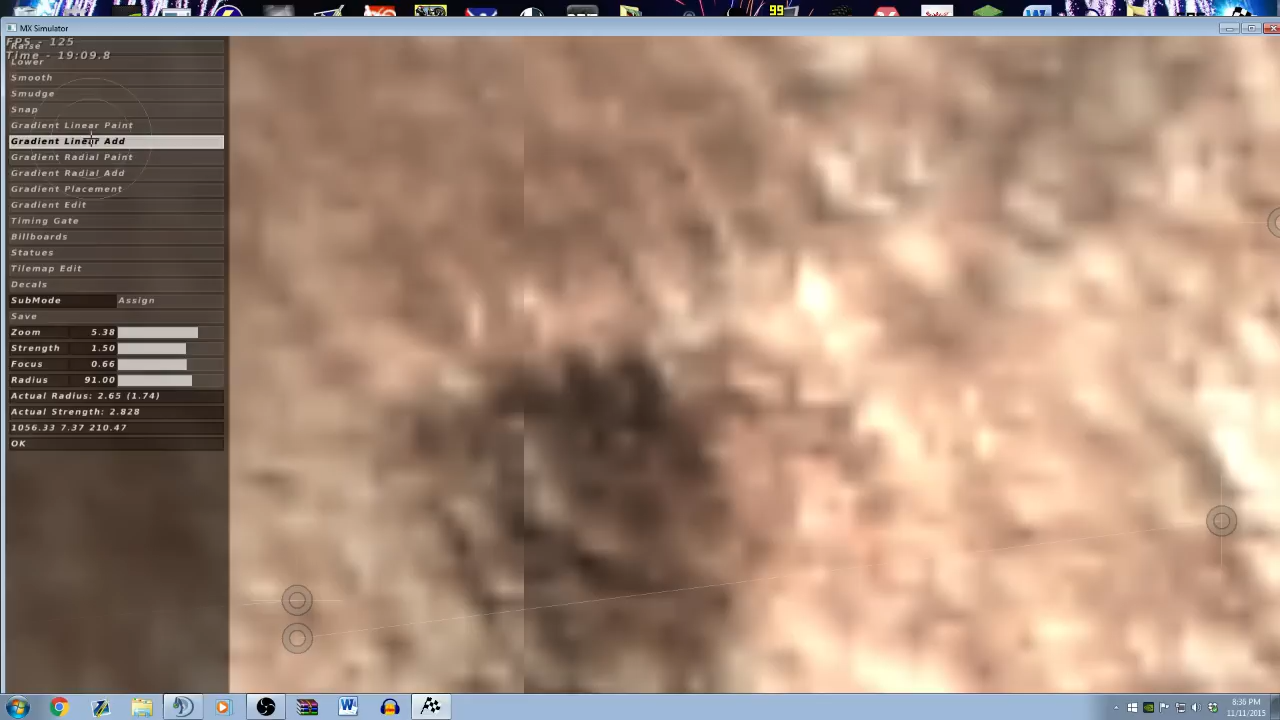 99
MX Simulator
FPS - 125
Raise
Time - 19:09.8
Lower
Smooth
Smudge
Snap
Gradient Linear Paint
Gradient Linear Add
Gradient Radial Paint
Gradient Radial Add
Gradient Placement
Gradient Edit
Timing Gate
Billboards
Statues
Tilemap Edit
Decals
SubMode Assign
Save
Zoom 5.38
Strength 1.50
Focus 0.66
Radius 91.00
Actual Radius: 2.65 (1.74)
Actual Strength: 2.828
1056.33 7.37 210.47
OK
8:36 PM
11/11/2015